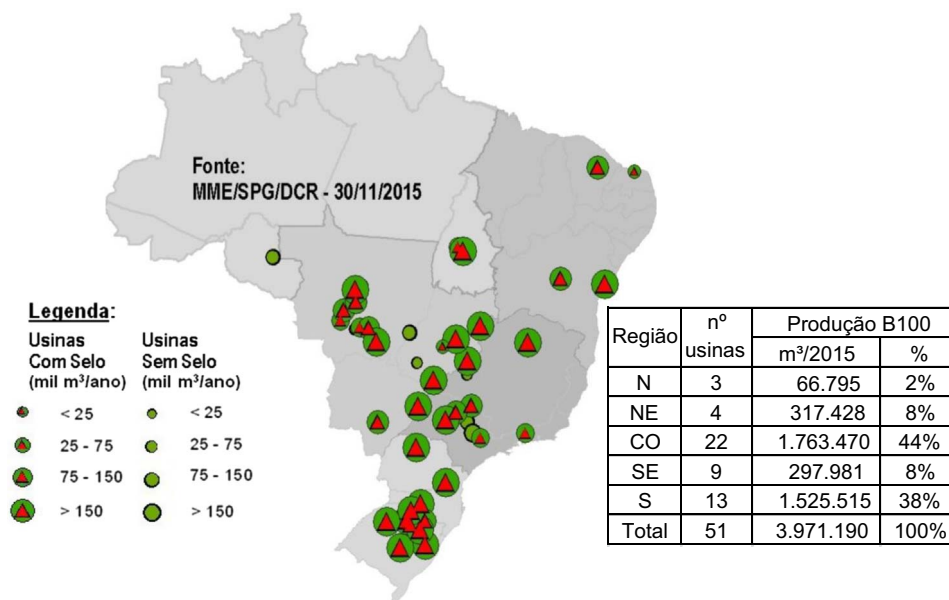 Fonte:
MME/SPG/DCR - 30/11/2015
Legenda:
Usinas
Com Selo
(mil m³/ano)
< 25
25 - 75
75 - 150
> 150
Usinas
Sem Selo
(mil m³/ano)
< 25
25 - 75
75 - 150
> 150
Região nº usinas Produção B100
m³/2015 %
N 3 66.795 2%
NE 4 317.428 8%
CO 22 1.763.470 44%
SE 9 297.981 8%
S 13 1.525.515 38%
Total 51 3.971.190 100%